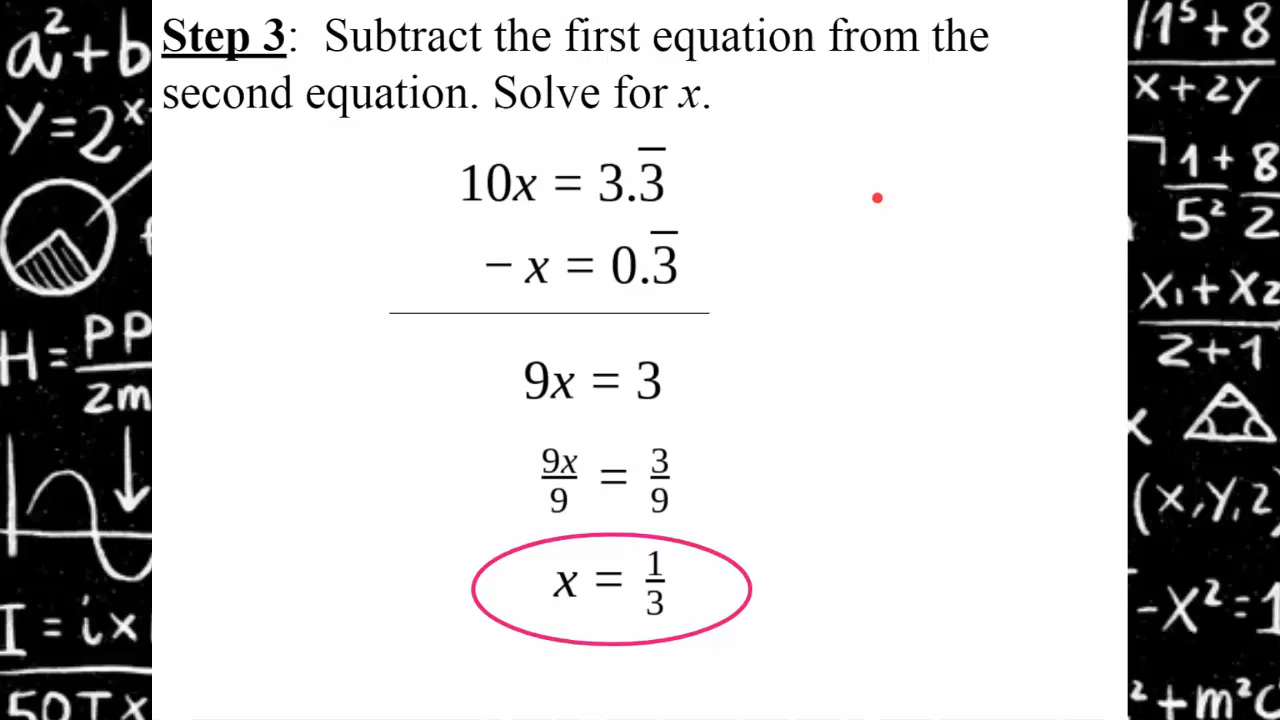 Step 3: Subtract the first equation from the
second equation. Solve for x.
10x = 3.3̅
− x = 0.3̅
9x = 3
9x/9 = 3/9
x = 1/3
a²+b
y=2ˣ
H = PP/2m
I = ix
50Tx
11⁵+8
x+2y
1+8
5² 2
x₁+x₂
2+1
(x,y,z
-x²=1
²+m²c